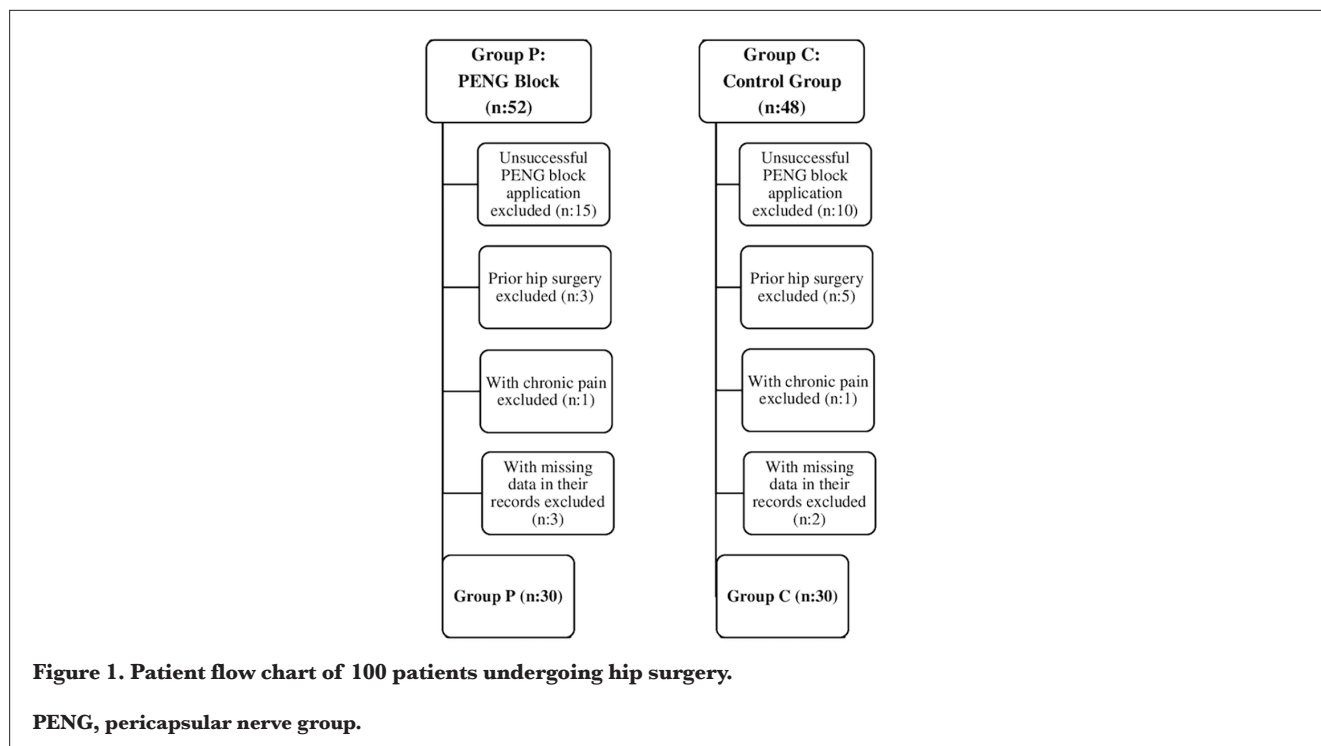 Group P:
PENG Block
(n:52)
Unsuccessful
PENG block
application
excluded (n:15)
Prior hip surgery
excluded (n:3)
With chronic pain
excluded (n:1)
With missing
data in their
records excluded
(n:3)
Group P (n:30)
Group C:
Control Group
(n:48)
Unsuccessful
PENG block
application
excluded (n:10)
Prior hip surgery
excluded (n:5)
With chronic pain
excluded (n:1)
With missing
data in their
records excluded
(n:2)
Group C (n:30)
Figure 1. Patient flow chart of 100 patients undergoing hip surgery.
PENG, pericapsular nerve group.